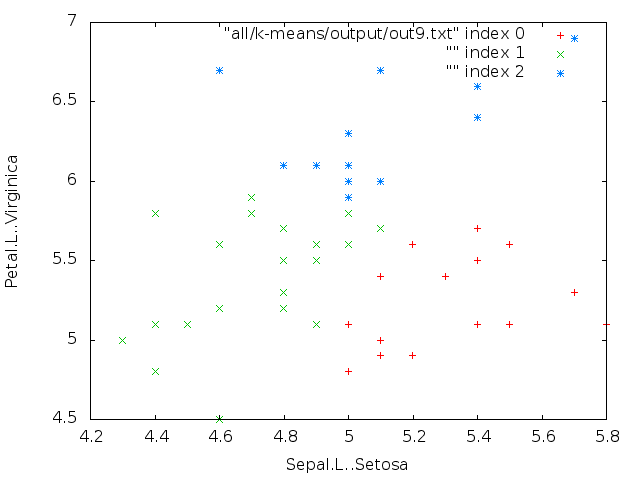 7
6.5
6
5.5
5
4.5
4.2 4.4 4.6 4.8 5 5.2 5.4 5.6 5.8
Petal.L..Virginica
Sepal.L..Setosa
"all/k-means/output/out9.txt" index 0
"" index 1
"" index 2